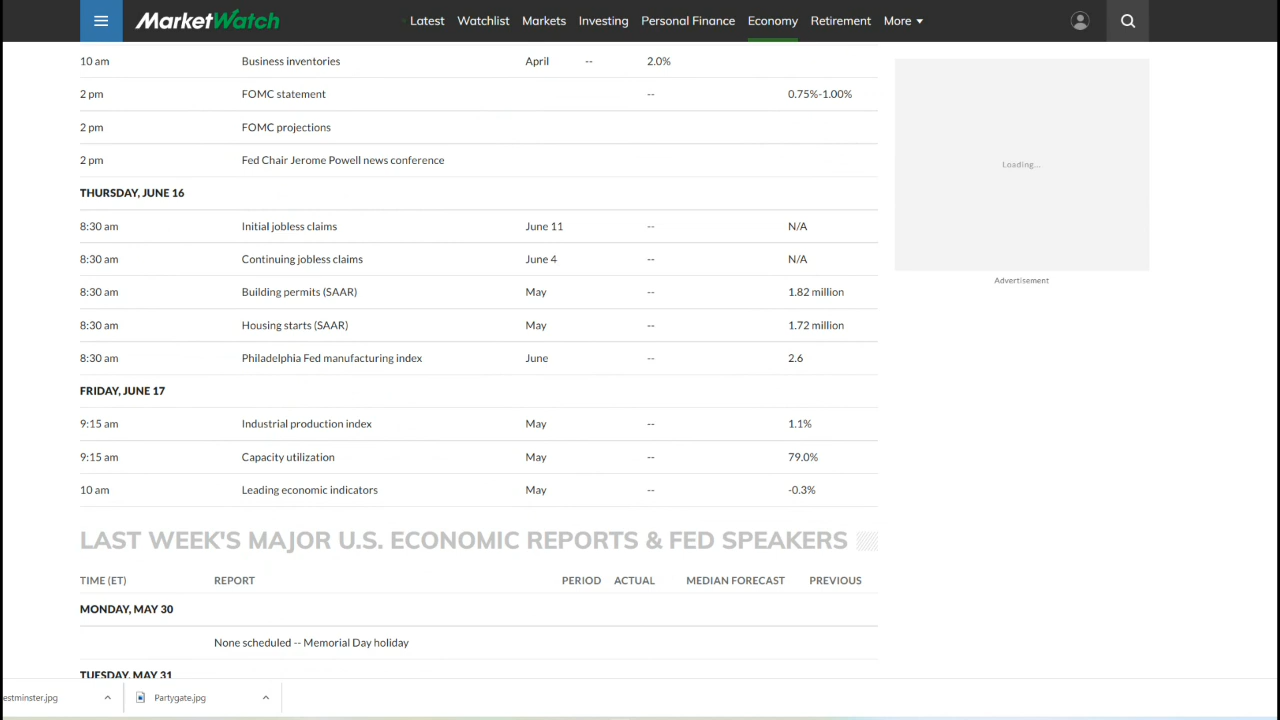 MarketWatch Latest Watchlist Markets Investing Personal Finance Economy Retirement More
10 am Business inventories April -- 2.0%
2 pm FOMC statement -- 0.75%-1.00%
2 pm FOMC projections
2 pm Fed Chair Jerome Powell news conference
Loading...
THURSDAY, JUNE 16
8:30 am Initial jobless claims June 11 -- N/A
8:30 am Continuing jobless claims June 4 -- N/A
Advertisement
8:30 am Building permits (SAAR) May -- 1.82 million
8:30 am Housing starts (SAAR) May -- 1.72 million
8:30 am Philadelphia Fed manufacturing index June -- 2.6
FRIDAY, JUNE 17
9:15 am Industrial production index May -- 1.1%
9:15 am Capacity utilization May -- 79.0%
10 am Leading economic indicators May -- -0.3%
LAST WEEK'S MAJOR U.S. ECONOMIC REPORTS & FED SPEAKERS
TIME (ET) REPORT PERIOD ACTUAL MEDIAN FORECAST PREVIOUS
MONDAY, MAY 30
None scheduled -- Memorial Day holiday
TUESDAY, MAY 31
estminster.jpg Partygate.jpg